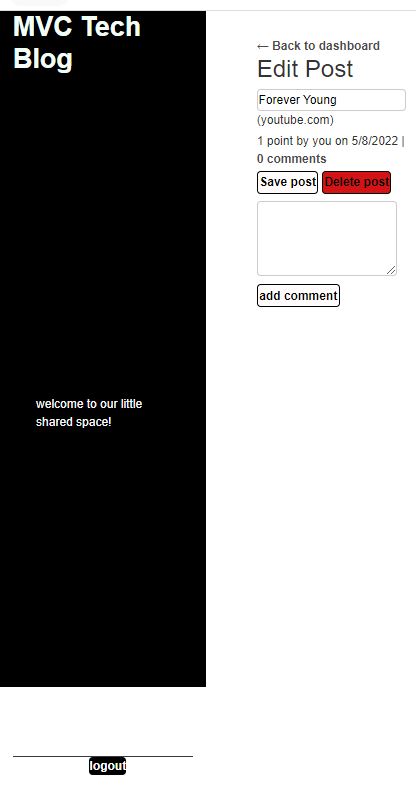 MVC Tech
Blog
welcome to our little
shared space!
logout
← Back to dashboard
Edit Post
Forever Young
(youtube.com)
1 point by you on 5/8/2022 |
0 comments
Save post Delete post
add comment